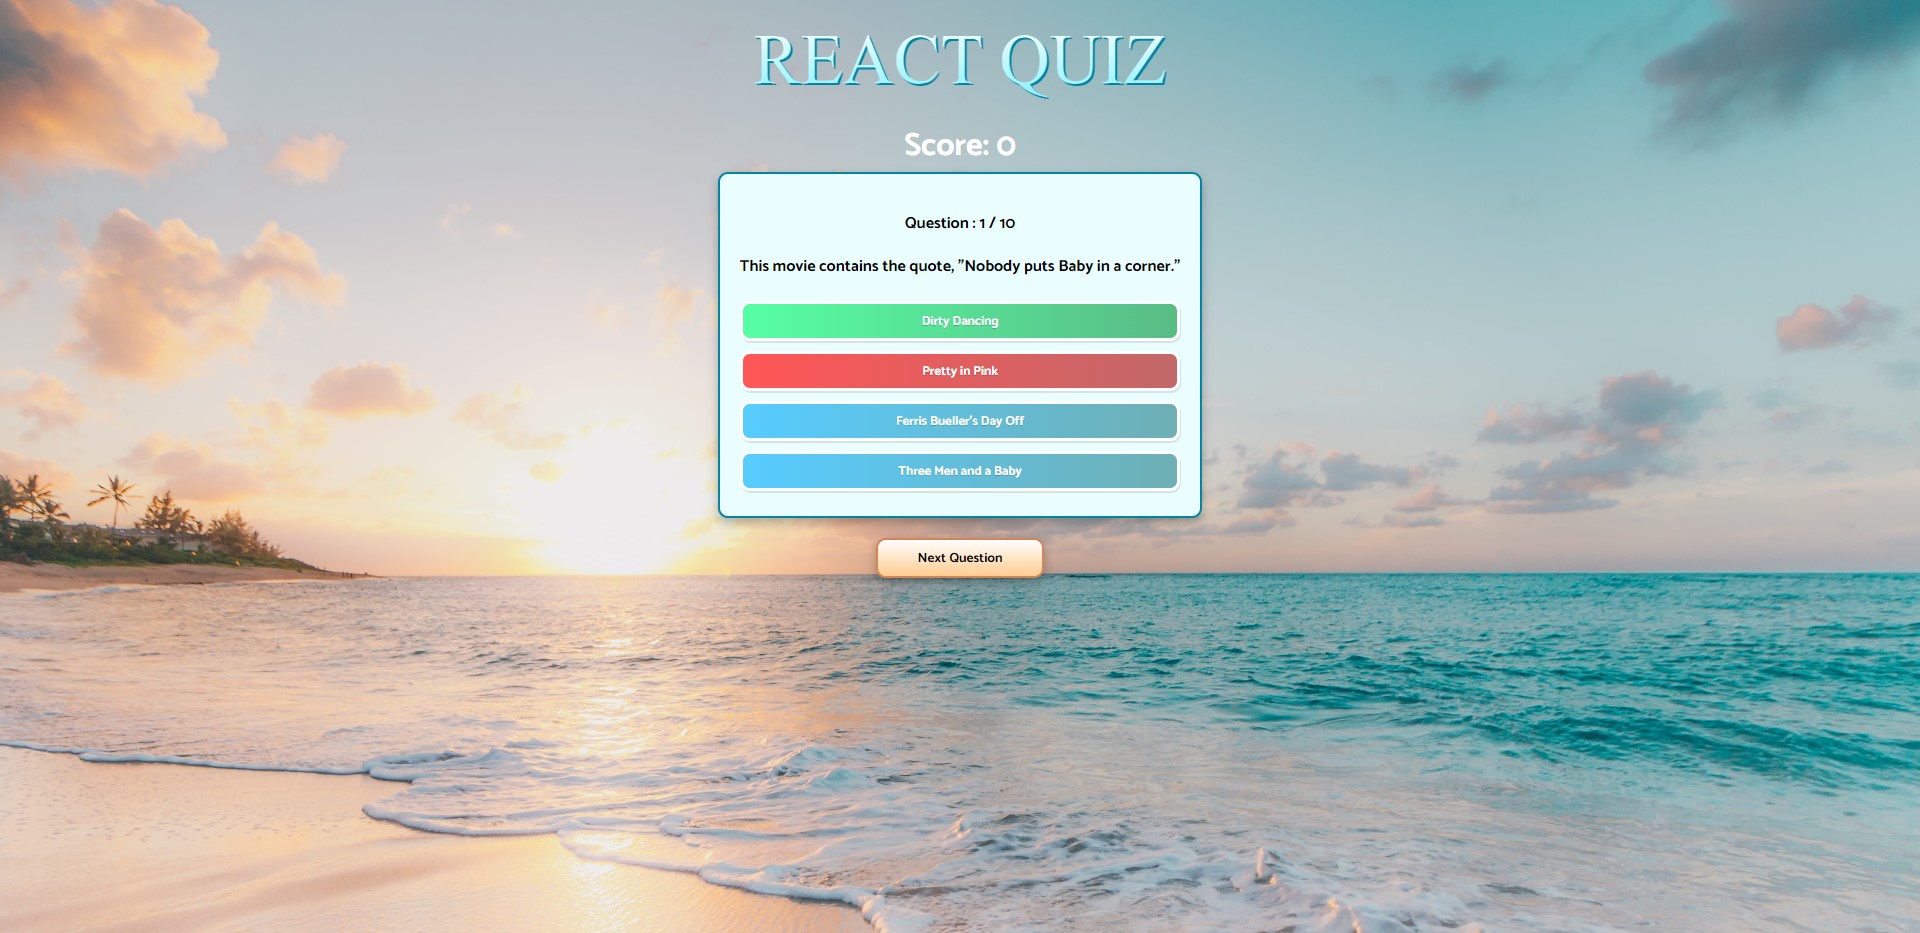 REACT QUIZ
Score: 0
Question : 1 / 10
This movie contains the quote, "Nobody puts Baby in a corner."
Dirty Dancing
Pretty in Pink
Ferris Bueller's Day Off
Three Men and a Baby
Next Question